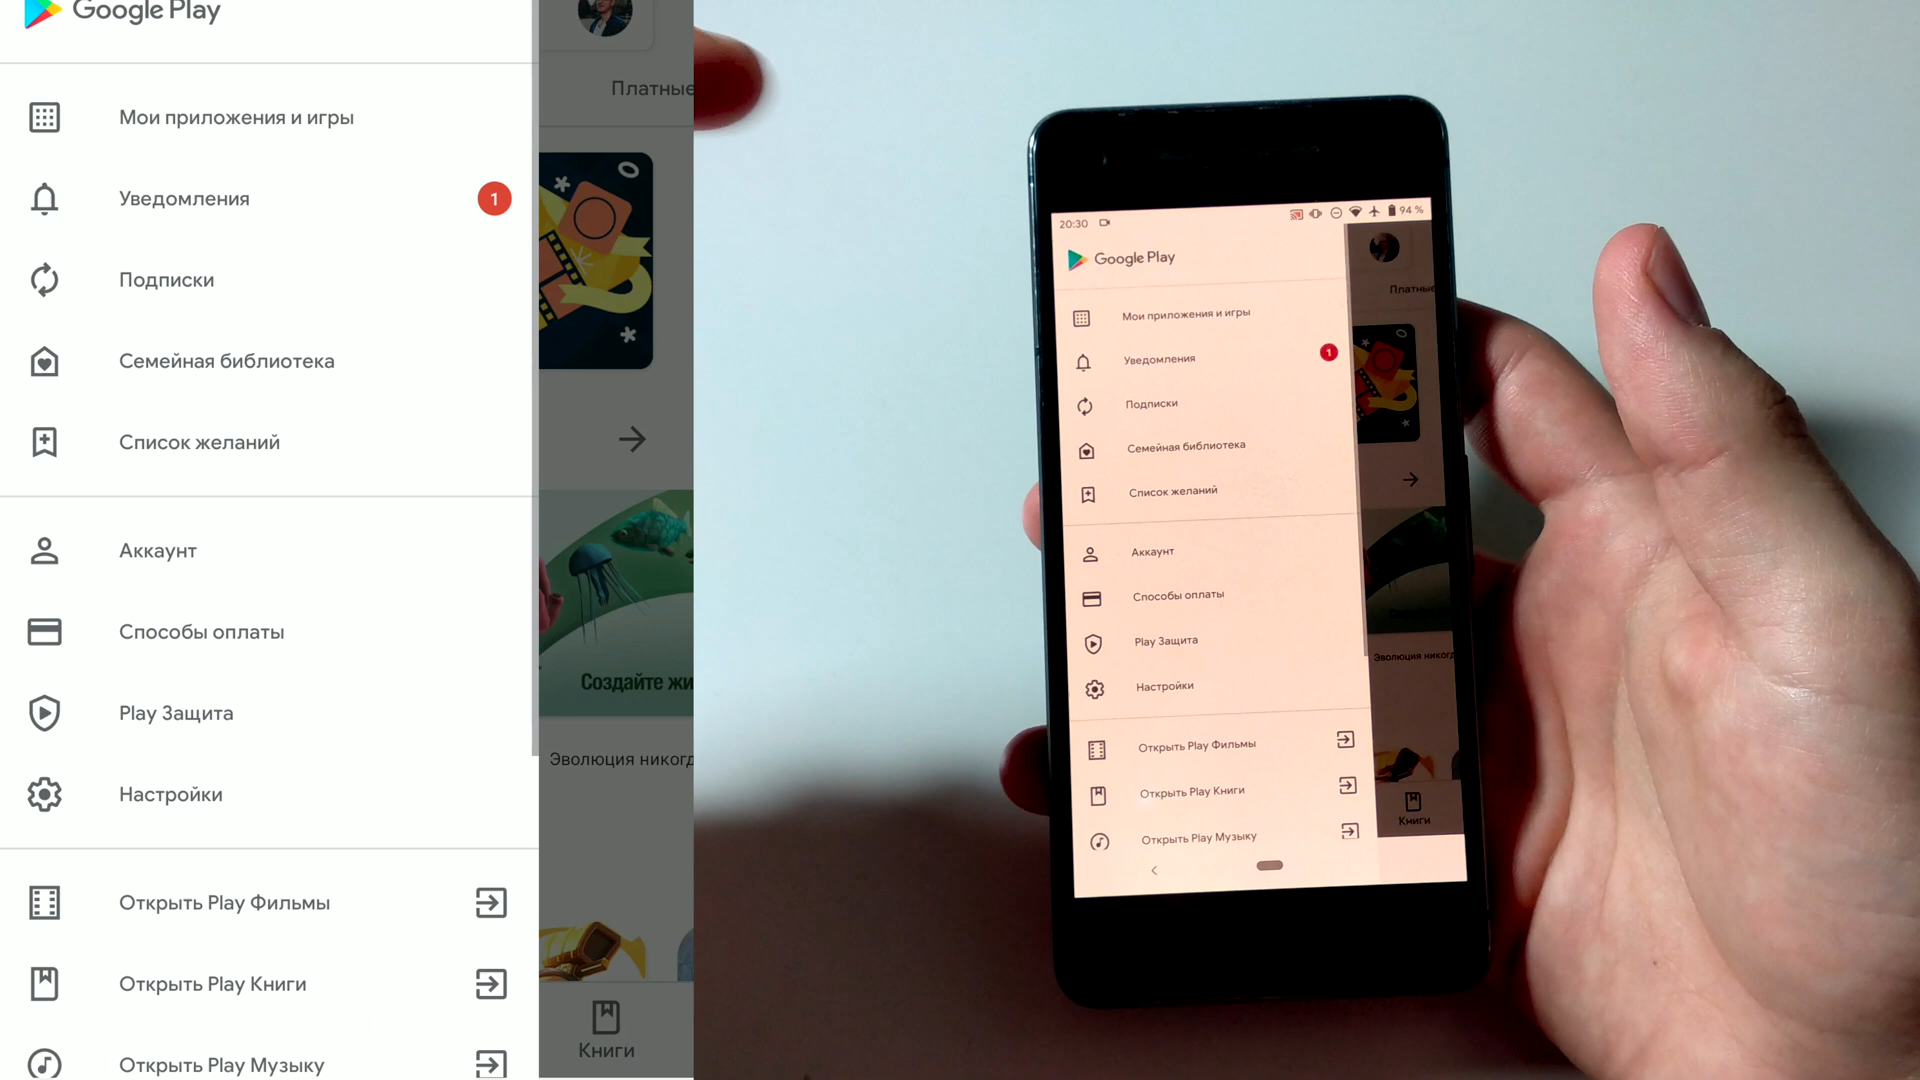 Google Play
Мои приложения и игры
Уведомления
1
Подписки
Семейная библиотека
Список желаний
Аккаунт
Способы оплаты
Play Защита
Настройки
Открыть Play Фильмы
Открыть Play Книги
Открыть Play Музыку
Платные
Создайте жи
Эволюция никогд
Книги
20:30
94 %
Google Play
Мои приложения и игры
Уведомления
1
Подписки
Семейная библиотека
Список желаний
Аккаунт
Способы оплаты
Play Защита
Настройки
Открыть Play Фильмы
Открыть Play Книги
Открыть Play Музыку
Платные
Эволюция никогд
Книги